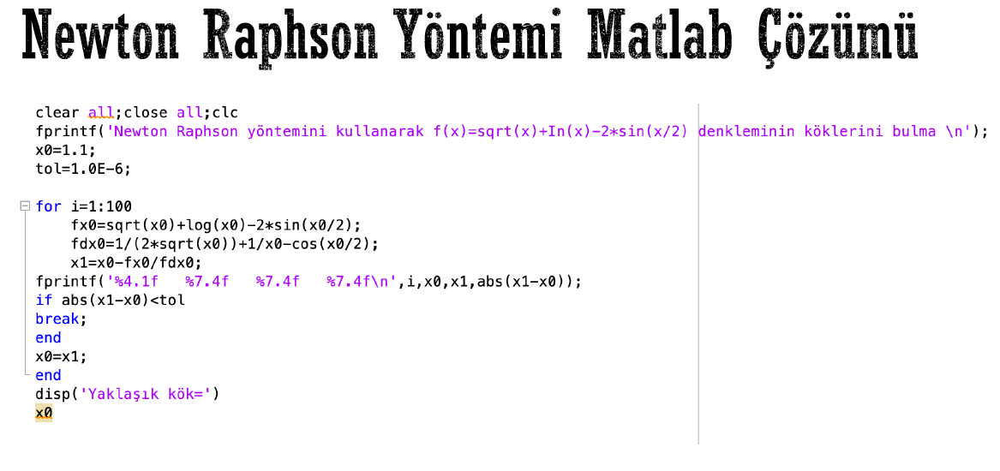 Newton Raphson Yöntemi Matlab Çözümü
clear all;close all;clc
fprintf('Newton Raphson yöntemini kullanarak f(x)=sqrt(x)+In(x)-2*sin(x/2) denkleminin köklerini bulma \n');
x0=1.1;
tol=1.0E-6;
for i=1:100
fx0=sqrt(x0)+log(x0)-2*sin(x0/2);
fdx0=1/(2*sqrt(x0))+1/x0-cos(x0/2);
x1=x0-fx0/fdx0;
fprintf('%4.1f   %7.4f   %7.4f   %7.4f\n',i,x0,x1,abs(x1-x0));
if abs(x1-x0)<tol
break;
end
x0=x1;
end
disp('Yaklaşık kök=')
x0